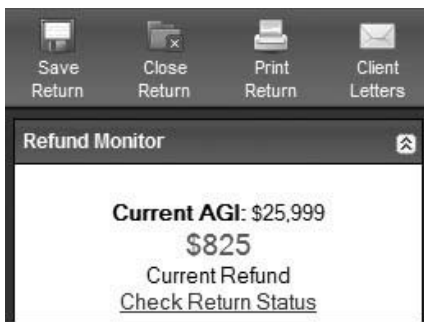 Save Return
Close Return
Print Return
Client Letters
Refund Monitor
Current AGI: $25,999
$825
Current Refund
Check Return Status